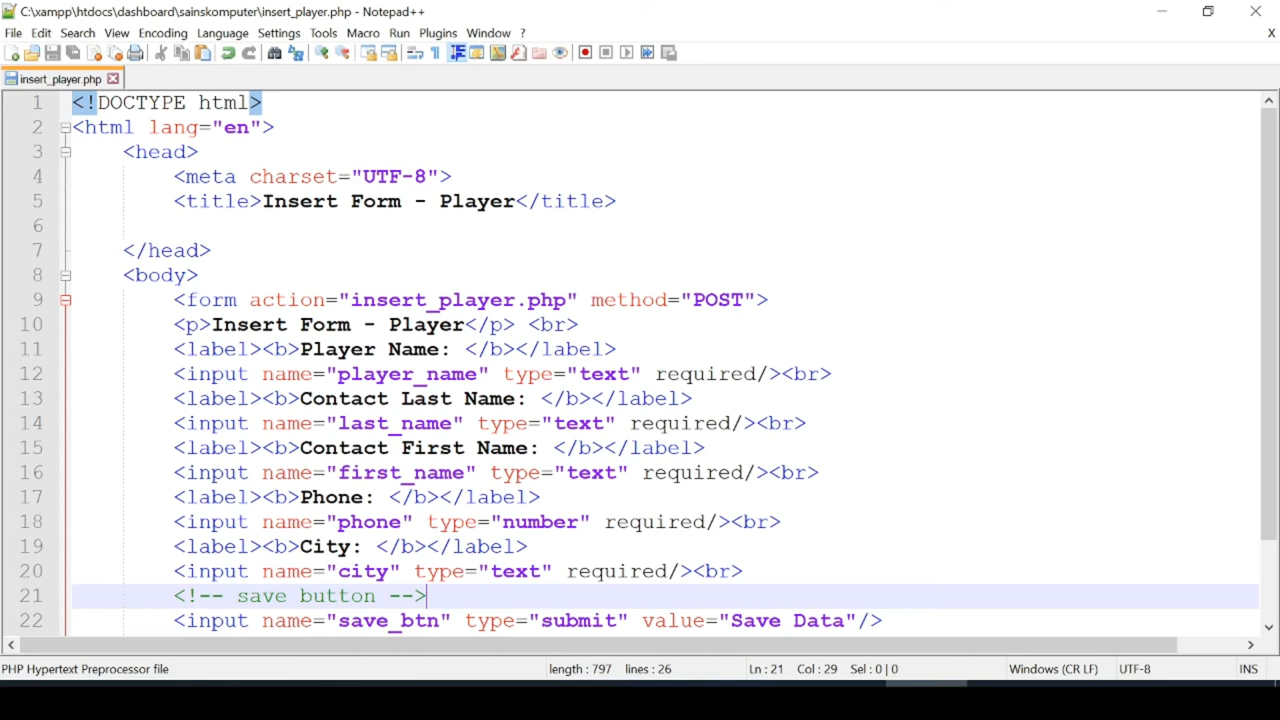 C:\xampp\htdocs\dashboard\sainskomputer\insert_player.php - Notepad++
File Edit Search View Encoding Language Settings Tools Macro Run Plugins Window ? X
insert_player.php
1 <!DOCTYPE html>
2 <html lang="en">
3 <head>
4 <meta charset="UTF-8">
5 <title>Insert Form - Player</title>
6
7 </head>
8 <body>
9 <form action="insert_player.php" method="POST">
10 <p>Insert Form - Player</p> <br>
11 <label><b>Player Name: </b></label>
12 <input name="player_name" type="text" required/><br>
13 <label><b>Contact Last Name: </b></label>
14 <input name="last_name" type="text" required/><br>
15 <label><b>Contact First Name: </b></label>
16 <input name="first_name" type="text" required/><br>
17 <label><b>Phone: </b></label>
18 <input name="phone" type="number" required/><br>
19 <label><b>City: </b></label>
20 <input name="city" type="text" required/><br>
21 <!-- save button -->
22 <input name="save_btn" type="submit" value="Save Data"/>
PHP Hypertext Preprocessor file length : 797 lines : 26 Ln : 21 Col : 29 Sel : 0 | 0 Windows (CR LF) UTF-8 INS